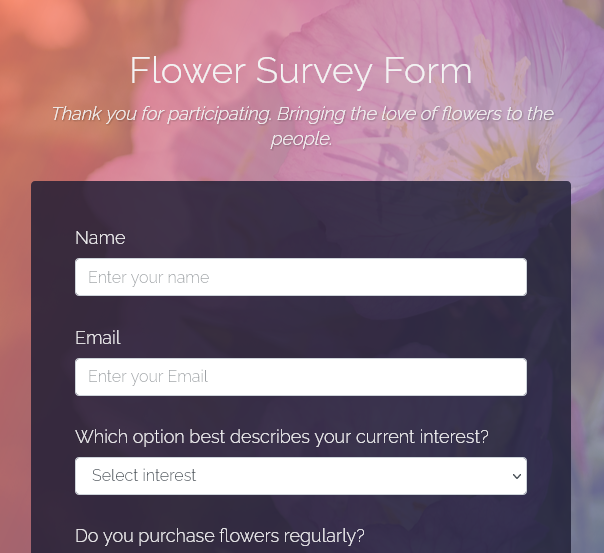 Flower Survey Form
Thank you for participating. Bringing the love of flowers to the
people.
Name
Enter your name
Email
Enter your Email
Which option best describes your current interest?
Select interest
Do you purchase flowers regularly?